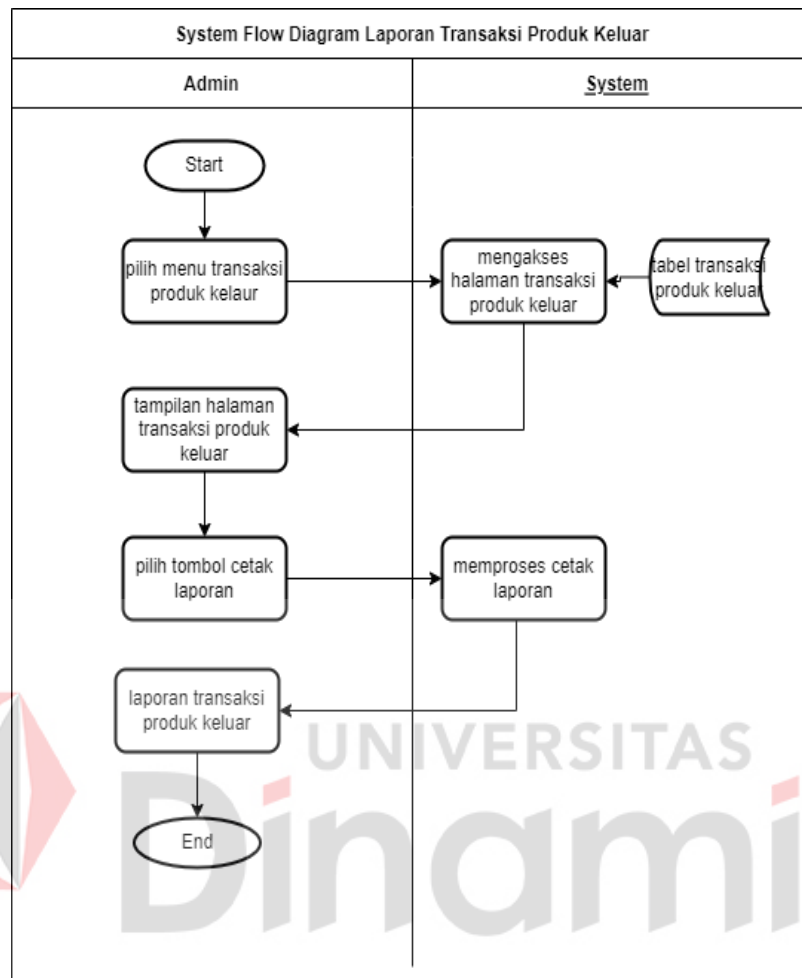 System Flow Diagram Laporan Transaksi Produk Keluar
Admin
System
Start
pilih menu transaksi
produk kelaur
mengakses
halaman transaksi
produk keluar
tabel transaksi
produk keluar
tampilan halaman
transaksi produk
keluar
pilih tombol cetak
laporan
memproses cetak
laporan
laporan transaksi
produk keluar
End
UNIVERSITAS
Dinami